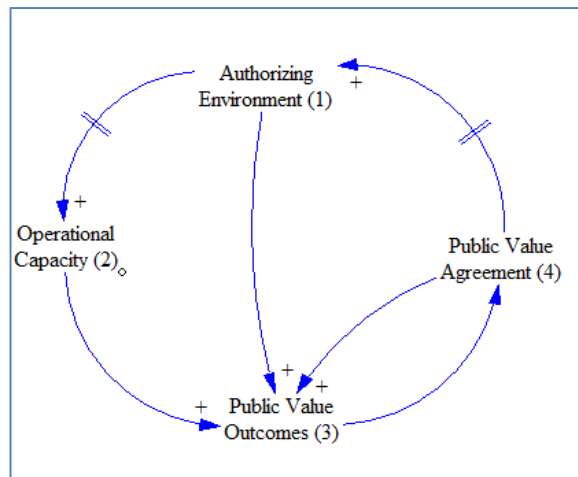 Authorizing
Environment (1)
+
+
Operational
Capacity (2)
Public Value
Agreement (4)
+
+
+
Public Value
Outcomes (3)